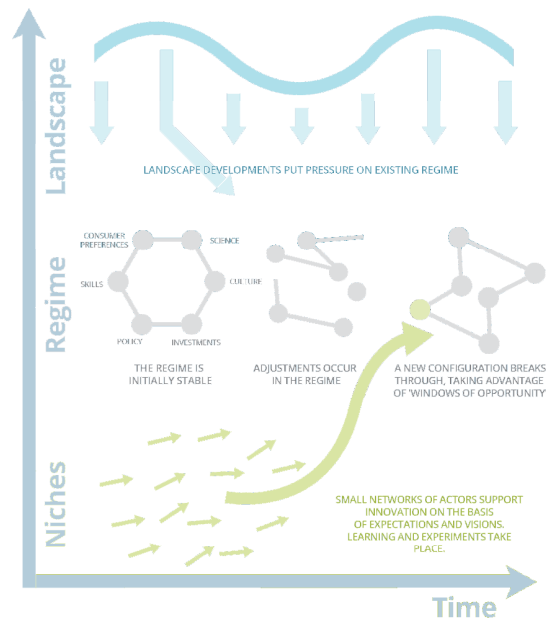 Landscape
LANDSCAPE DEVELOPMENTS PUT PRESSURE ON EXISTING REGIME
Regime
CONSUMER
PREFERENCES
SCIENCE
SKILLS
CULTURE
POLICY
INVESTMENTS
THE REGIME IS
INITIALLY STABLE
ADJUSTMENTS OCCUR
IN THE REGIME
A NEW CONFIGURATION BREAKS
THROUGH, TAKING ADVANTAGE
OF 'WINDOWS OF OPPORTUNITY'
Niches
SMALL NETWORKS OF ACTORS SUPPORT
INNOVATION ON THE BASIS
OF EXPECTATIONS AND VISIONS.
LEARNING AND EXPERIMENTS TAKE
PLACE.
Time